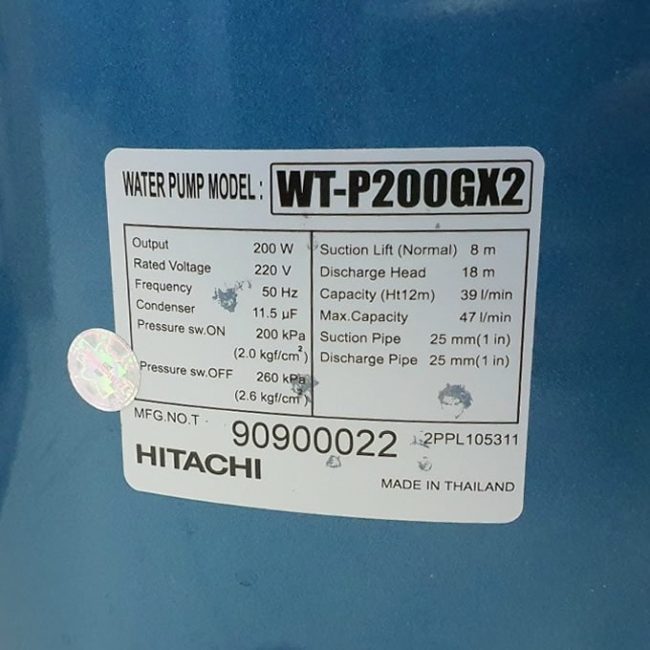 WATER PUMP MODEL : WT-P200GX2
Output 200 W
Rated Voltage 220 V
Frequency 50 Hz
Condenser 11.5 µF
Pressure sw.ON 200 kPa
(2.0 kgf/cm²)
Pressure sw.OFF 260 kPa
(2.6 kgf/cm²)
Suction Lift (Normal) 8 m
Discharge Head 18 m
Capacity (Ht12m) 39 l/min
Max.Capacity 47 l/min
Suction Pipe 25 mm(1 in)
Discharge Pipe 25 mm(1 in)
MFG.NO.T 90900022 2PPL105311
HITACHI
MADE IN THAILAND